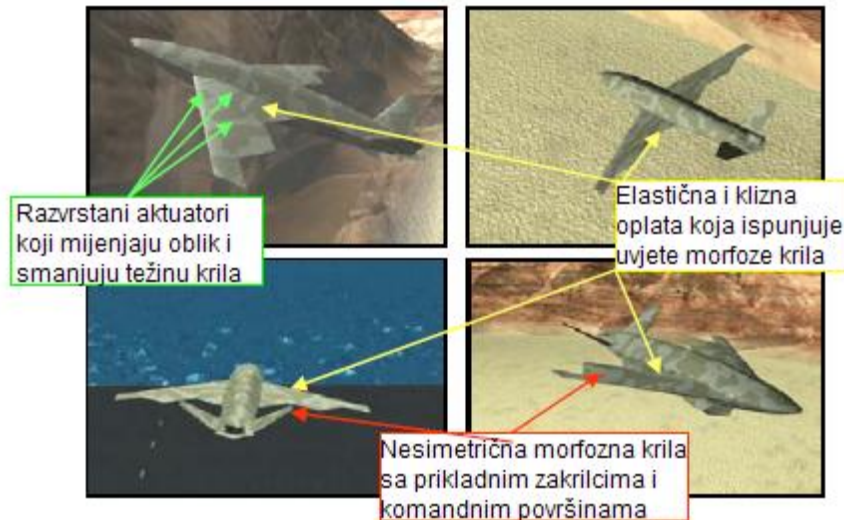 Razvrstani aktuatori
koji mijenjaju oblik i
smanjuju težinu krila
Elastična i klizna
oplata koja ispunjuje
uvjete morfoze krila
Nesimetrična morfozna krila
sa prikladnim zakrilcima i
komandnim površinama